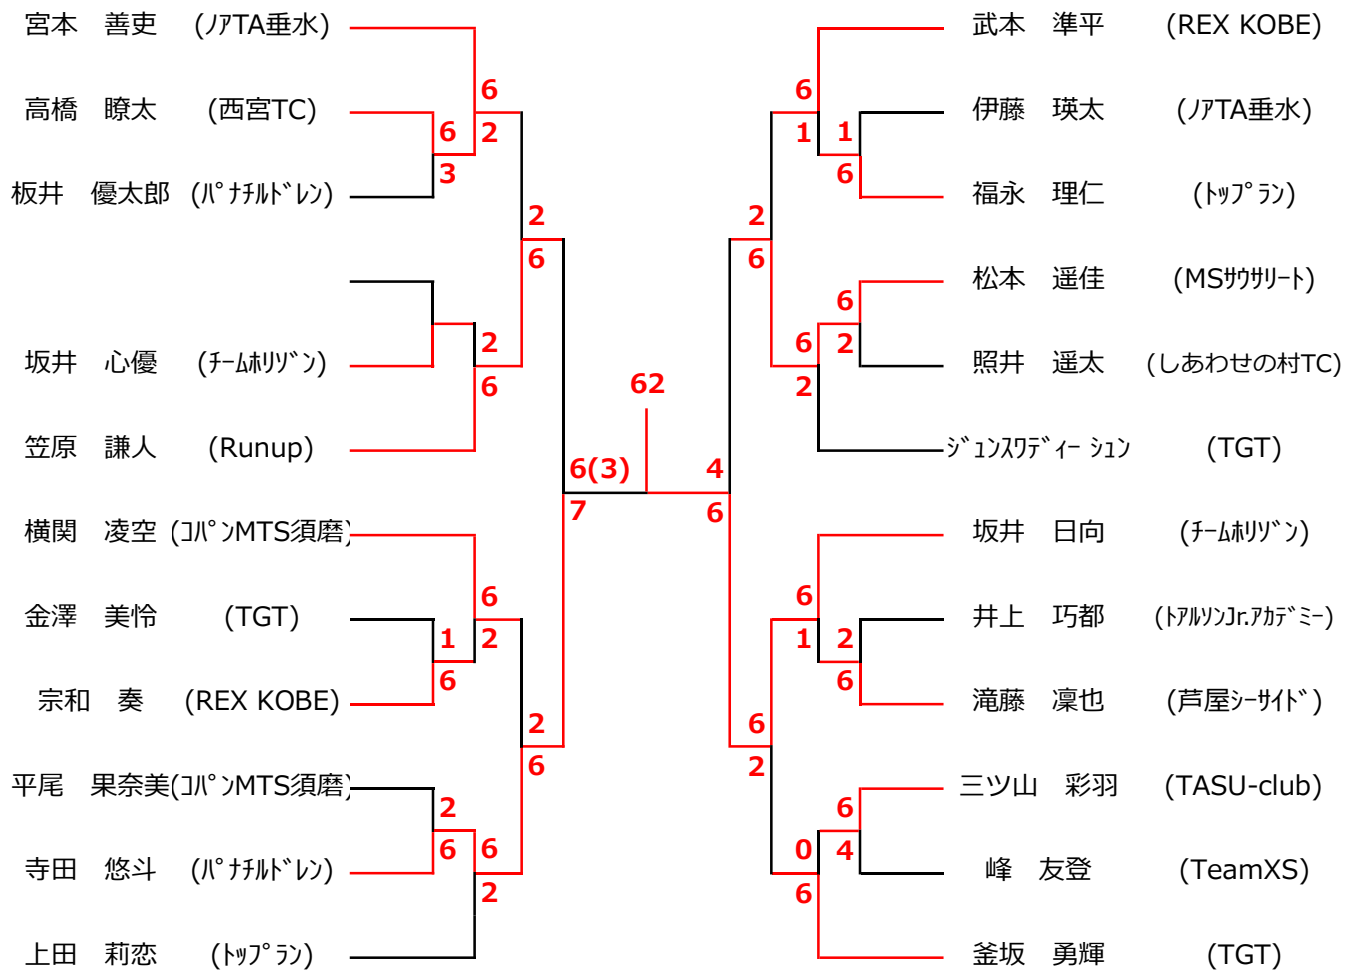 宮本　善吏　(ﾉｱTA垂水)
6
高橋　瞭太　(西宮TC)
6
2
3
板井　優太郎　(ﾊﾟﾅﾁﾙﾄﾞﾚﾝ)
2
6
2
坂井　心優　(ﾁｰﾑﾎﾘｿﾞﾝ)
6
笠原　謙人　(Runup)
6(3)
7
横関　凌空　(ｺﾊﾟﾝMTS須磨)
6
金澤　美怜　(TGT)
1
2
6
宗和　奏　(REX KOBE)
2
6
平尾　果奈美(ｺﾊﾟﾝMTS須磨)
2
6
6
寺田　悠斗　(ﾊﾟﾅﾁﾙﾄﾞﾚﾝ)
2
上田　莉恋　(ﾄｯﾌﾟﾗﾝ)
62
武本　準平　(REX KOBE)
6
伊藤　瑛太　(ﾉｱTA垂水)
1
1
6
福永　理仁　(ﾄｯﾌﾟﾗﾝ)
2
6
松本　遥佳　(MSｻｳｻﾘｰﾄ)
6
6
2
照井　遥太　(しあわせの村TC)
2
ｼﾞｭﾝｽﾜﾃﾞｨｰ ｼｭﾝ　(TGT)
4
6
坂井　日向　(ﾁｰﾑﾎﾘｿﾞﾝ)
6
井上　巧都　(ﾄｱﾙｿﾝJr.ｱｶﾃﾞﾐｰ)
1
2
6
滝藤　凜也　(芦屋ｼｰｻｲﾄﾞ)
6
2
三ツ山　彩羽　(TASU-club)
6
0
4
峰　友登　(TeamXS)
6
釜坂　勇輝　(TGT)